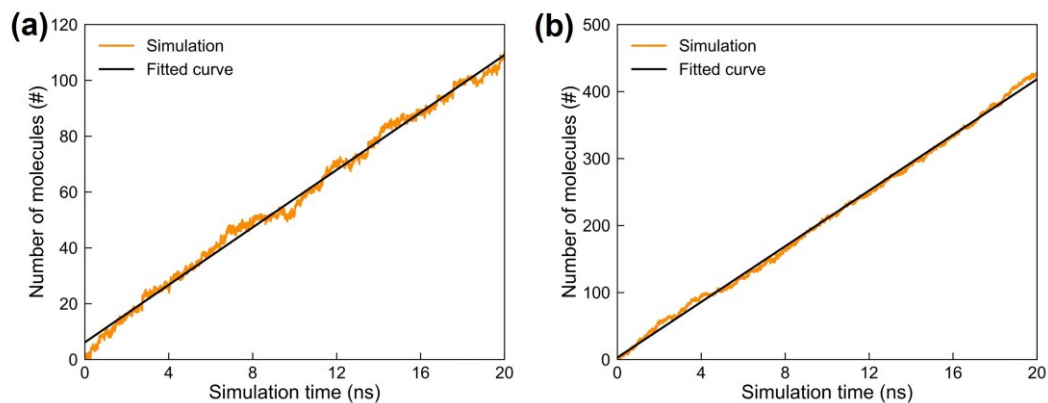 (a)
Simulation
Fitted curve
Number of molecules (#)
120
100
80
60
40
20
0
0 4 8 12 16 20
Simulation time (ns)
(b)
Simulation
Fitted curve
Number of molecules (#)
500
400
300
200
100
0
0 4 8 12 16 20
Simulation time (ns)